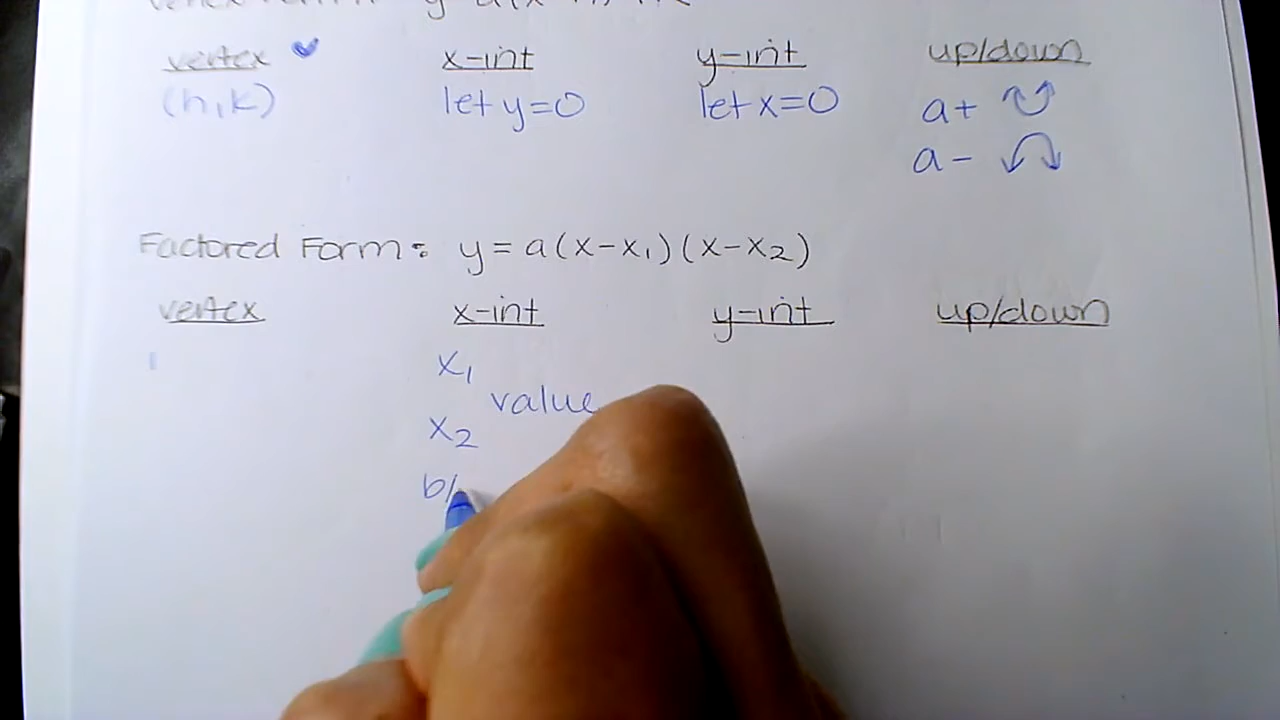 vertex x-int y-int up/down
(h,k) let y=0 let x=0 a+
a-
Factored Form: y=a(x-x₁)(x-x₂)
vertex x-int y-int up/down
x₁
value
x₂